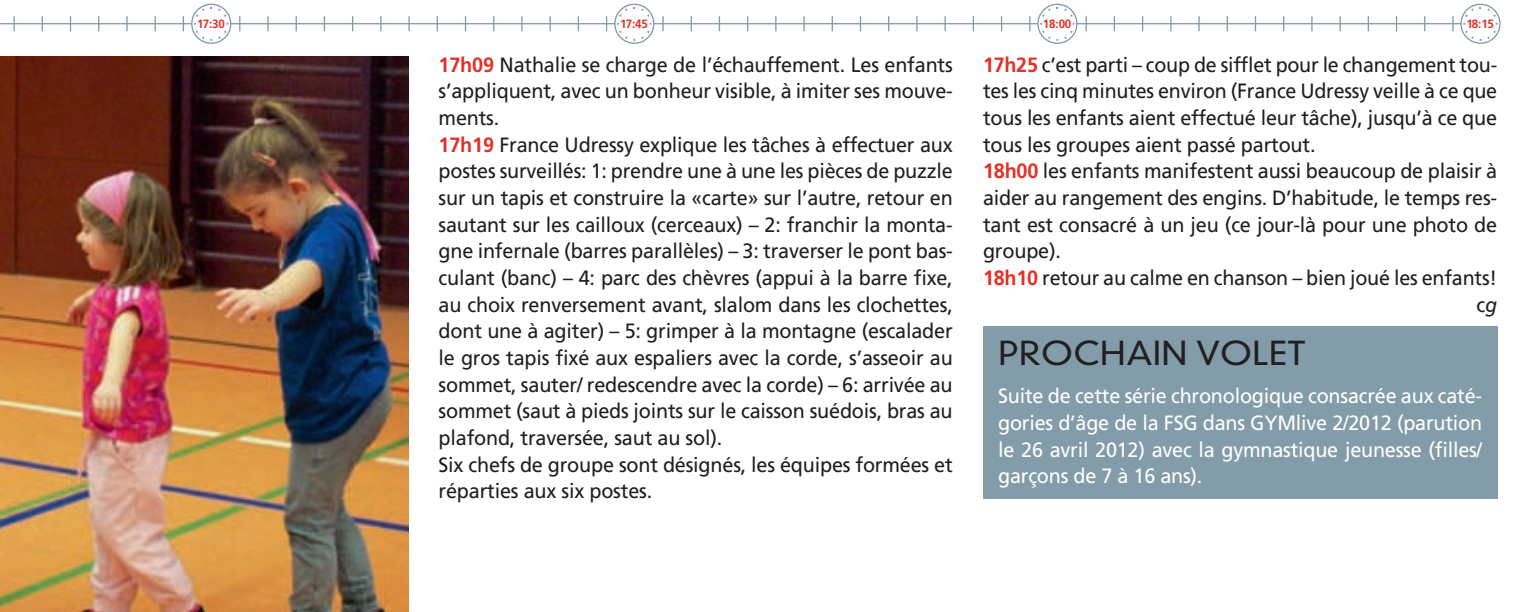 17:30 17:45 18:00 18:15
17h09 Nathalie se charge de l'échauffement. Les enfants
s'appliquent, avec un bonheur visible, à imiter ses mouve-
ments.
17h19 France Udressy explique les tâches à effectuer aux
postes surveillés: 1: prendre une à une les pièces de puzzle
sur un tapis et construire la «carte» sur l'autre, retour en
sautant sur les cailloux (cerceaux) – 2: franchir la monta-
gne infernale (barres parallèles) – 3: traverser le pont bas-
culant (banc) – 4: parc des chèvres (appui à la barre fixe,
au choix renversement avant, slalom dans les clochettes,
dont une à agiter) – 5: grimper à la montagne (escalader
le gros tapis fixé aux espaliers avec la corde, s'asseoir au
sommet, sauter/ redescendre avec la corde) – 6: arrivée au
sommet (saut à pieds joints sur le caisson suédois, bras au
plafond, traversée, saut au sol).
Six chefs de groupe sont désignés, les équipes formées et
réparties aux six postes.
17h25 c'est parti – coup de sifflet pour le changement tou-
tes les cinq minutes environ (France Udressy veille à ce que
tous les enfants aient effectué leur tâche), jusqu'à ce que
tous les groupes aient passé partout.
18h00 les enfants manifestent aussi beaucoup de plaisir à
aider au rangement des engins. D'habitude, le temps res-
tant est consacré à un jeu (ce jour-là pour une photo de
groupe).
18h10 retour au calme en chanson – bien joué les enfants!
cg
PROCHAIN VOLET
Suite de cette série chronologique consacrée aux caté-
gories d'âge de la FSG dans GYMlive 2/2012 (parution
le 26 avril 2012) avec la gymnastique jeunesse (filles/
garçons de 7 à 16 ans).